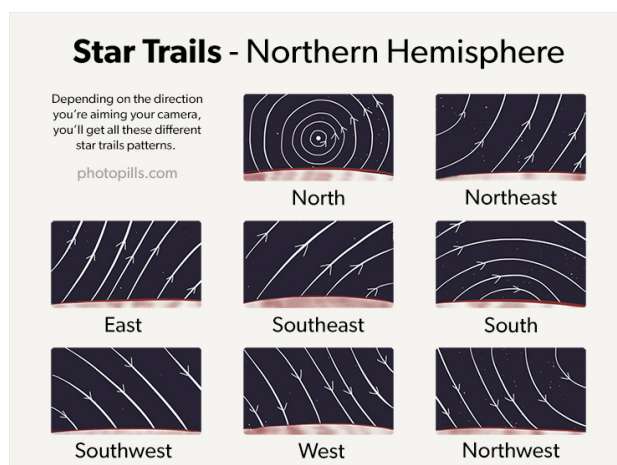 Star Trails - Northern Hemisphere
Depending on the direction
you're aiming your camera,
you'll get all these different
star trails patterns.
photopills.com
North
Northeast
East
Southeast
South
Southwest
West
Northwest